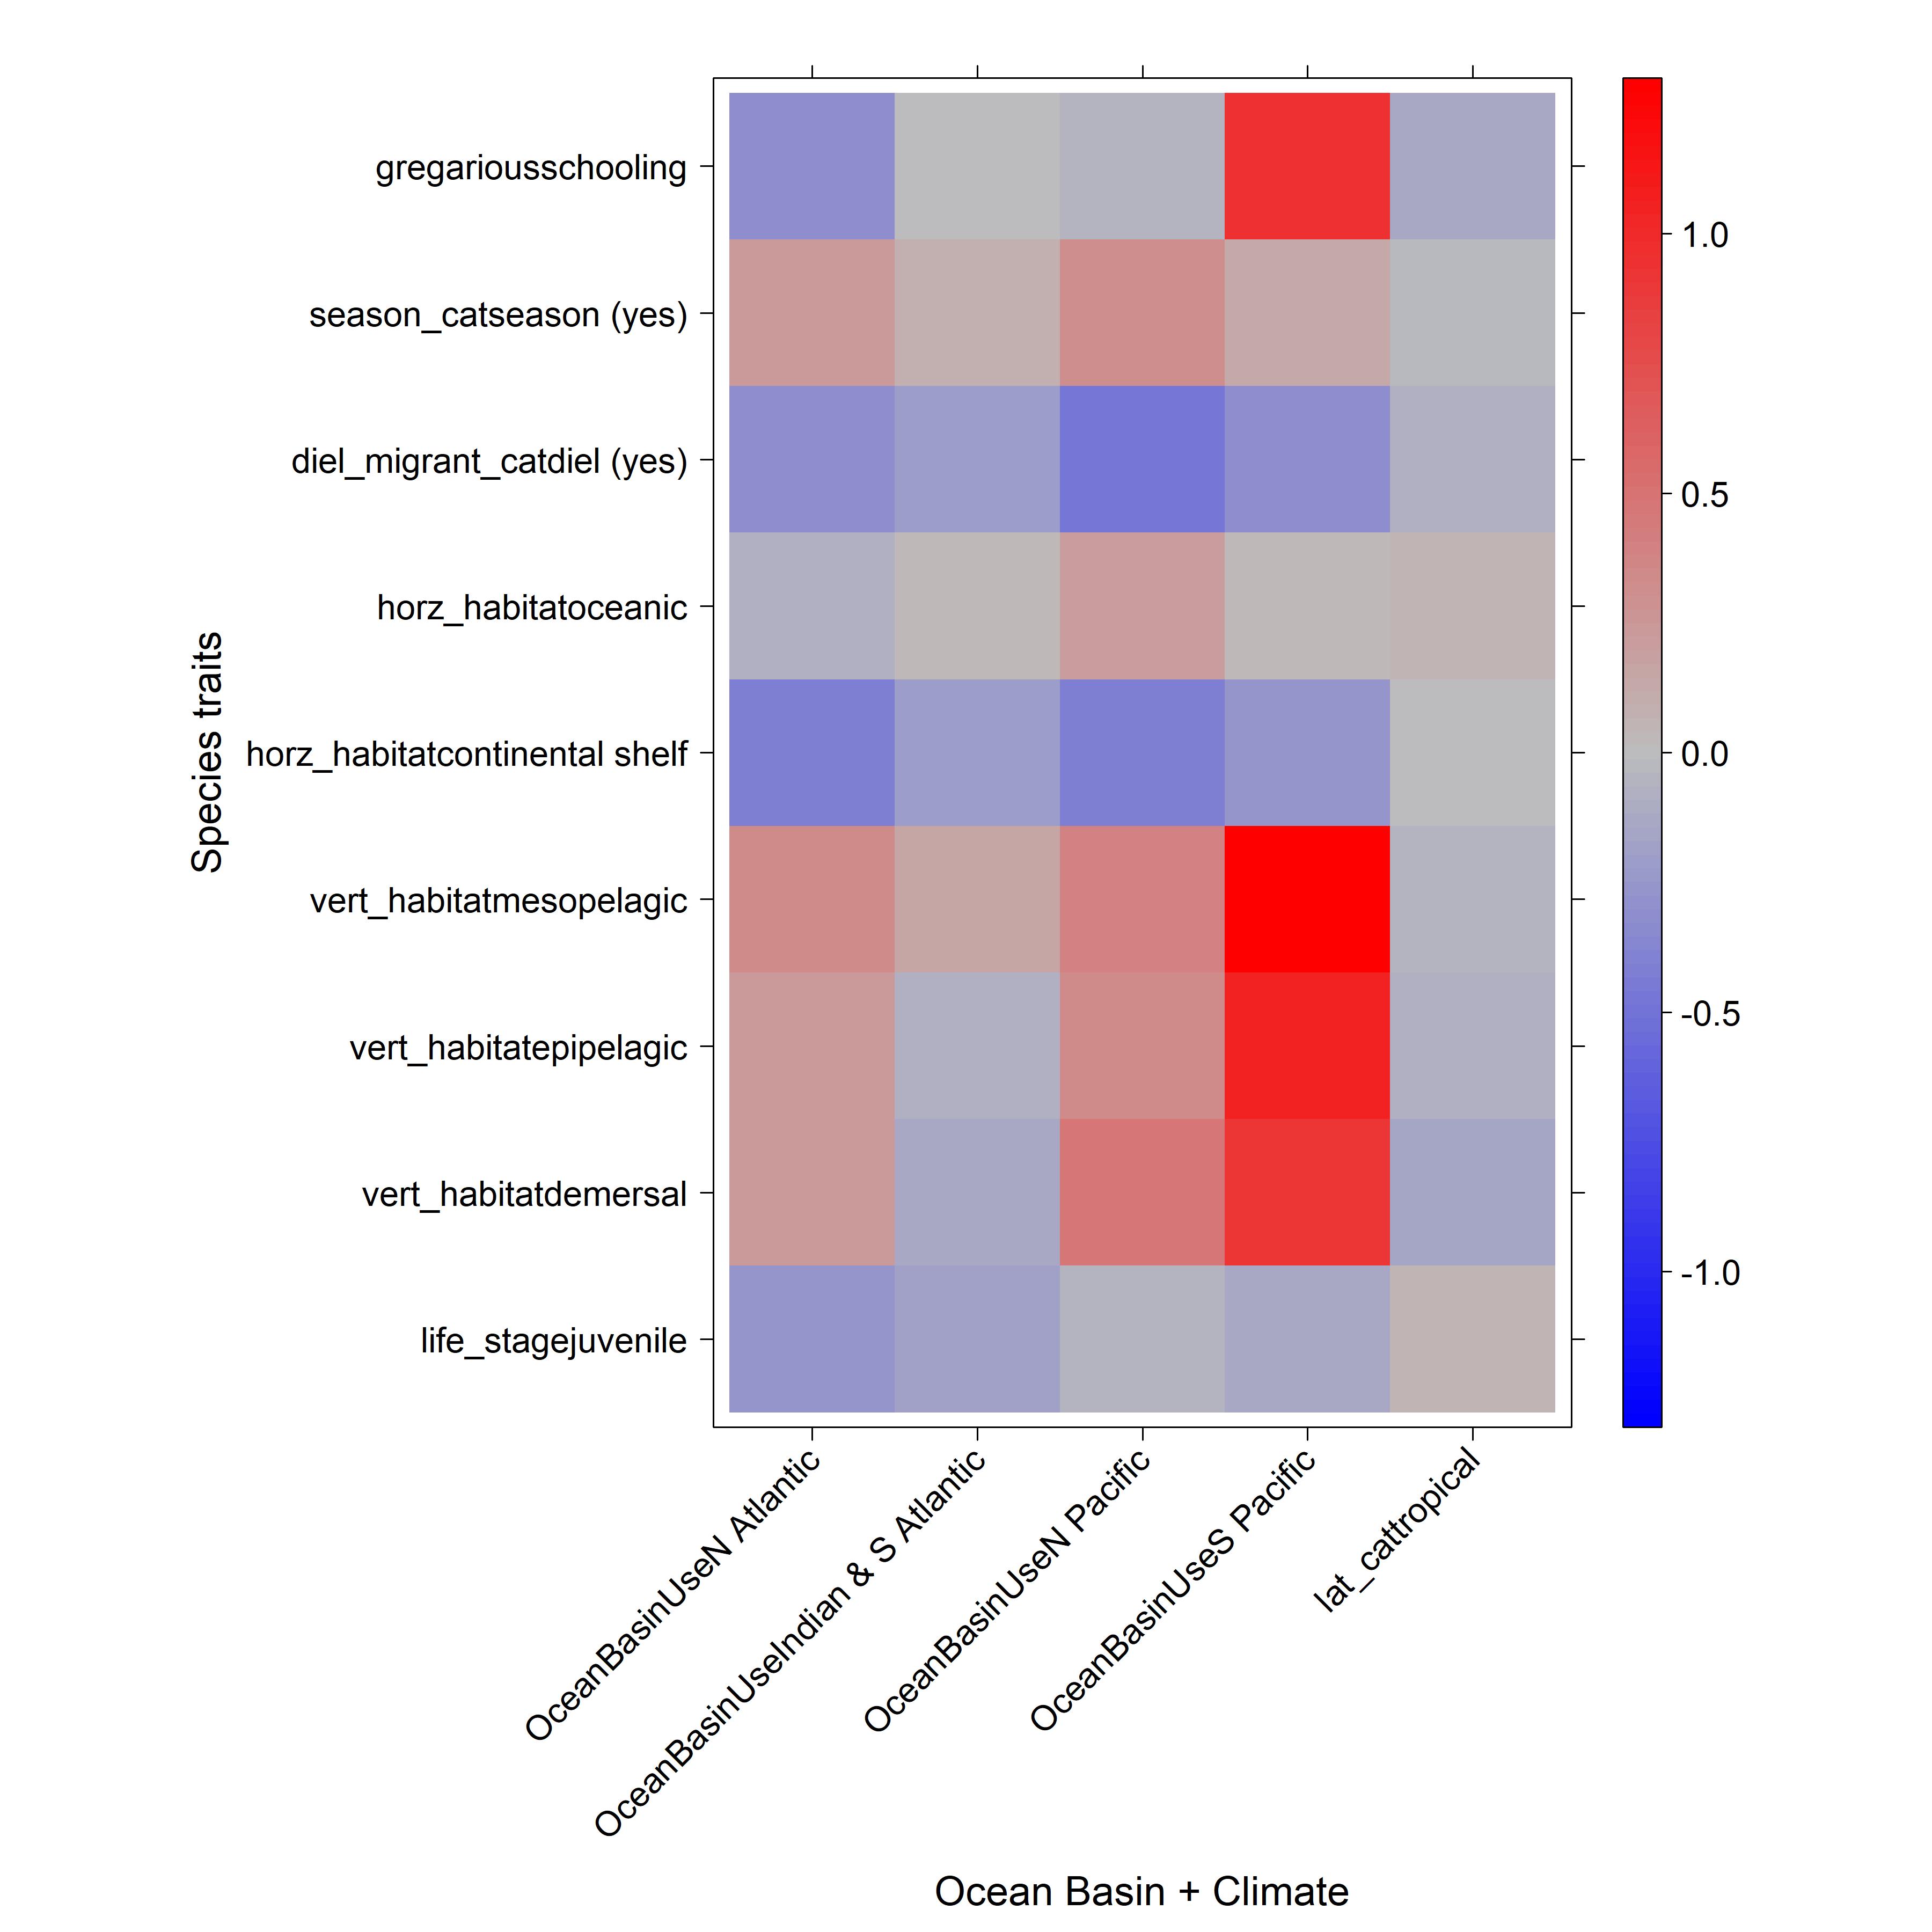 gregariousschooling
season_catseason (yes)
diel_migrant_catdiel (yes)
horz_habitatoceanic
horz_habitatcontinental shelf
vert_habitatmesopelagic
vert_habitatepipelagic
vert_habitatdemersal
life_stagejuvenile
Species traits
OceanBasinUseN Atlantic
OceanBasinUseIndian & S Atlantic
OceanBasinUseN Pacific
OceanBasinUseS Pacific
lat_cattropical
Ocean Basin + Climate
1.0
0.5
0.0
-0.5
-1.0